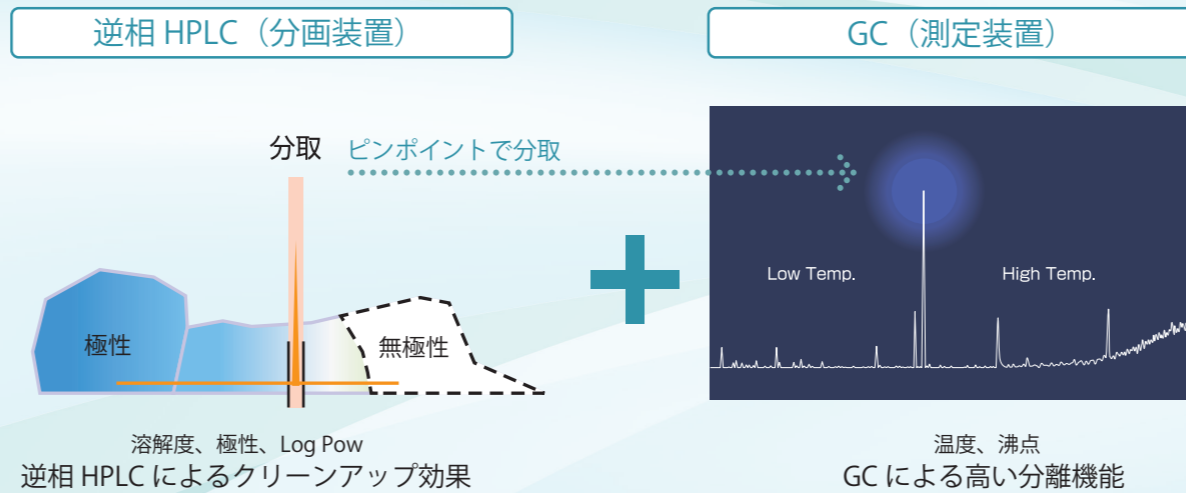 逆相 HPLC（分画装置）
GC（測定装置）
分取
ピンポイントで分取
極性
無極性
Low Temp.
High Temp.
溶解度、極性、Log Pow
逆相 HPLC によるクリーンアップ効果
温度、沸点
GC による高い分離機能